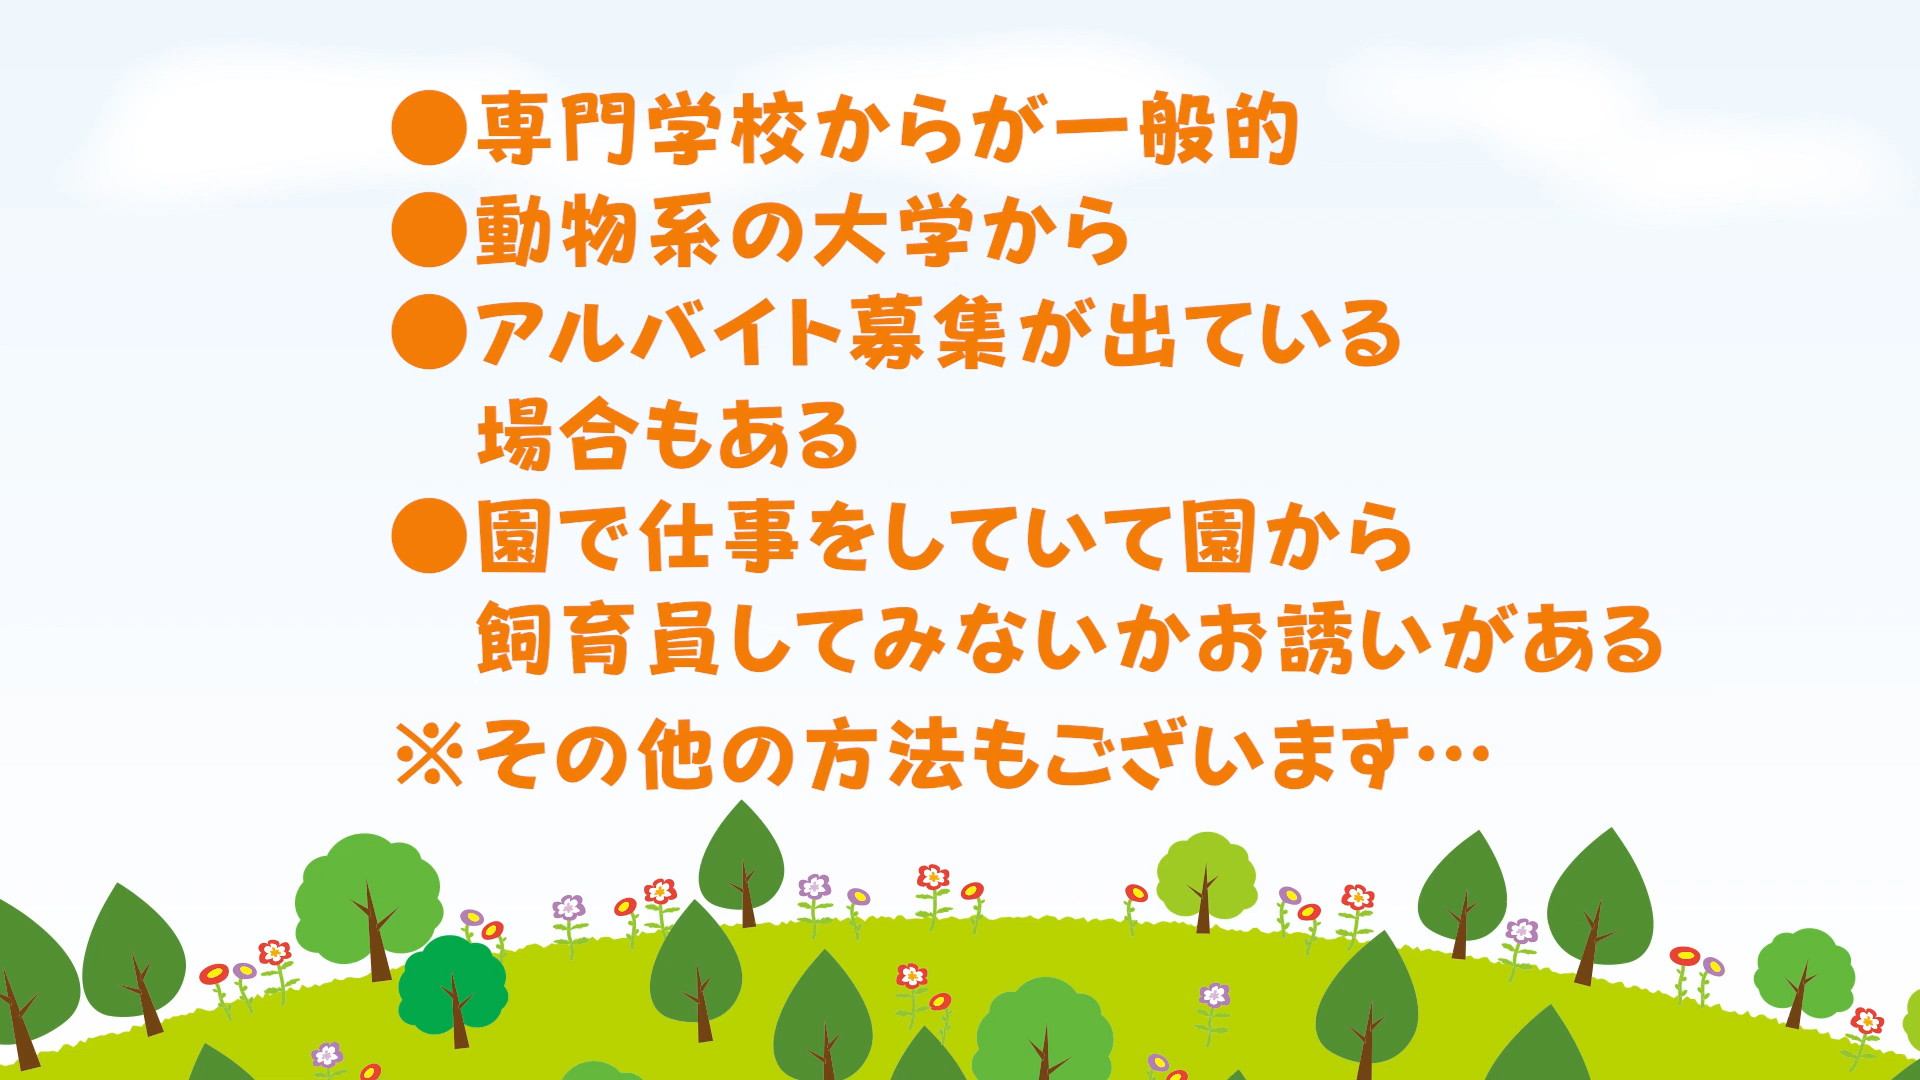 ●専門学校からが一般的
●動物系の大学から
●アルバイト募集が出ている
場合もある
●園で仕事をしていて園から
飼育員してみないかお誘いがある
※その他の方法もございます…